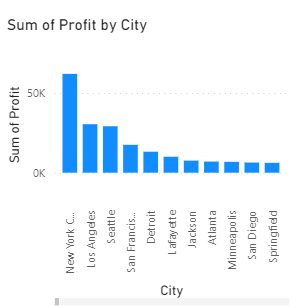 Sum of Profit by City
Sum of Profit
50K
0K
New York C...
Los Angeles
Seattle
San Francis...
Detroit
Lafayette
Jackson
Atlanta
Minneapolis
San Diego
Springfield
City